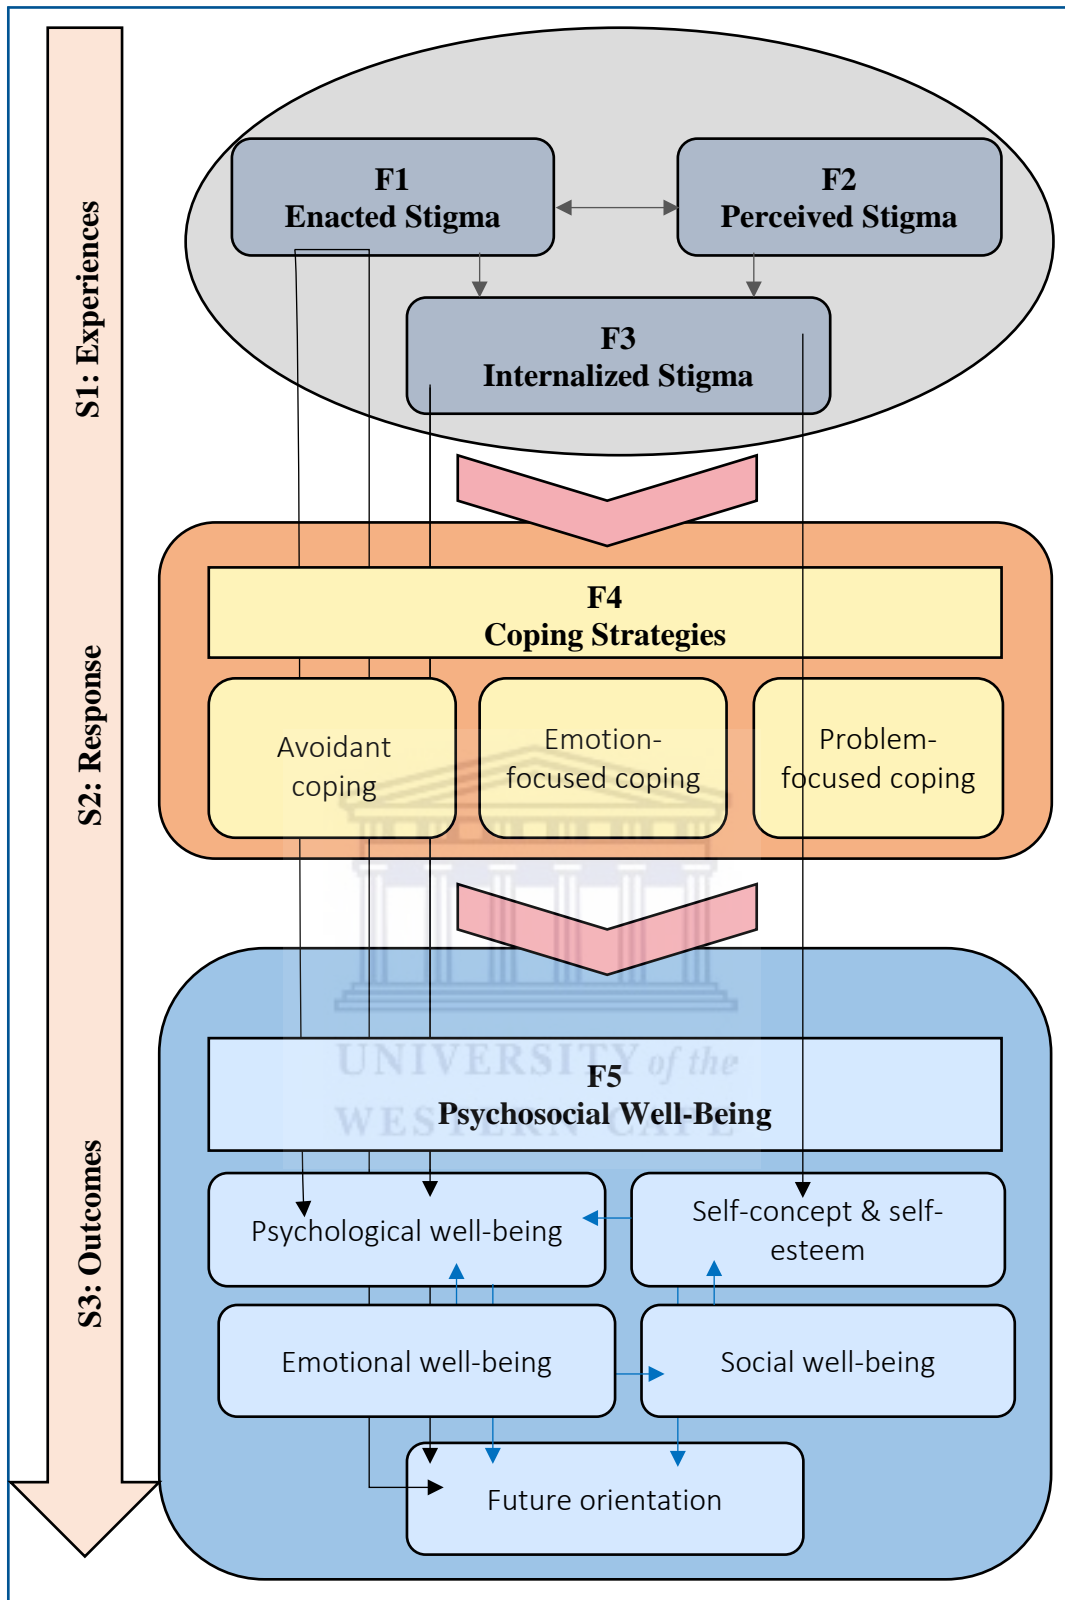 S1: Experiences
F1
Enacted Stigma
F2
Perceived Stigma
F3
Internalized Stigma
S2: Response
F4
Coping Strategies
Avoidant
coping
Emotion-
focused coping
Problem-
focused coping
S3: Outcomes
UNIVERSITY of the
WESTERN CAPE
F5
Psychosocial Well-Being
Psychological well-being
Self-concept & self-
esteem
Emotional well-being
Social well-being
Future orientation